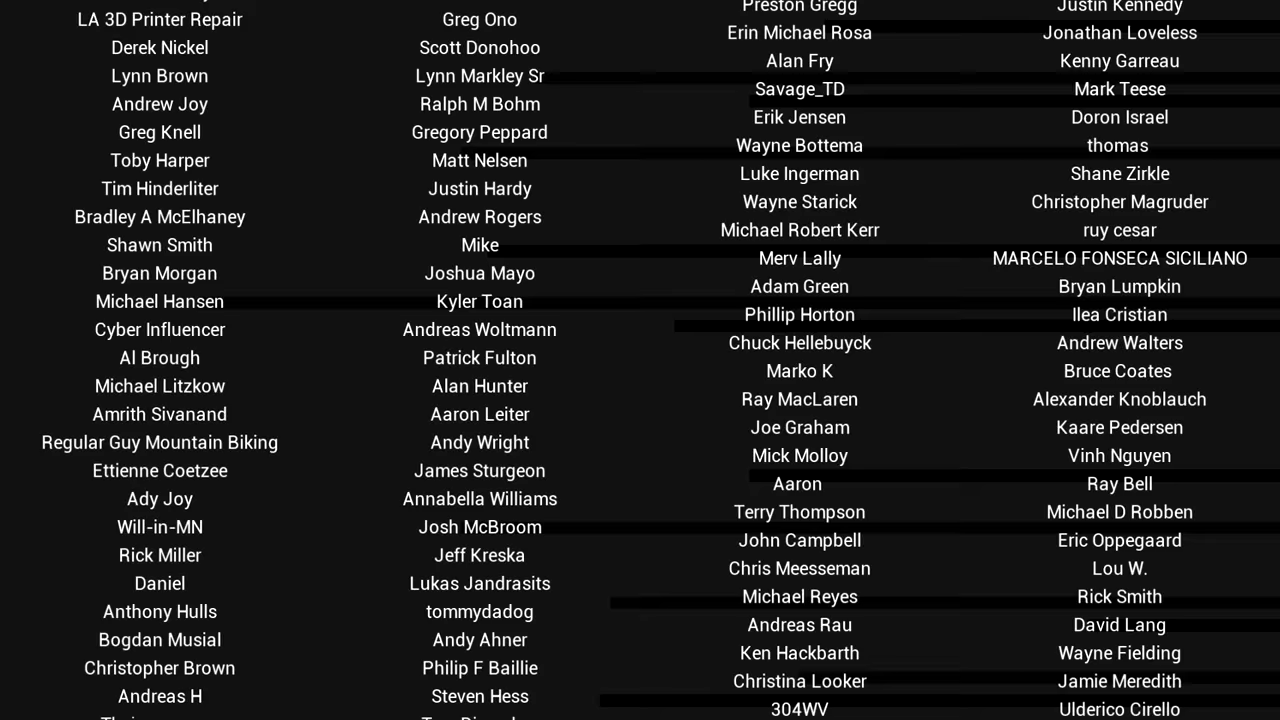 LA 3D Printer Repair
Derek Nickel
Lynn Brown
Andrew Joy
Greg Knell
Toby Harper
Tim Hinderliter
Bradley A McElhaney
Shawn Smith
Bryan Morgan
Michael Hansen
Cyber Influencer
Al Brough
Michael Litzkow
Amrith Sivanand
Regular Guy Mountain Biking
Ettienne Coetzee
Ady Joy
Will-in-MN
Rick Miller
Daniel
Anthony Hulls
Bogdan Musial
Christopher Brown
Andreas H
Greg Ono
Scott Donohoo
Lynn Markley Sr
Ralph M Bohm
Gregory Peppard
Matt Nelsen
Justin Hardy
Andrew Rogers
Mike
Joshua Mayo
Kyler Toan
Andreas Woltmann
Patrick Fulton
Alan Hunter
Aaron Leiter
Andy Wright
James Sturgeon
Annabella Williams
Josh McBroom
Jeff Kreska
Lukas Jandrasits
tommydadog
Andy Ahner
Philip F Baillie
Steven Hess
Preston Gregg
Erin Michael Rosa
Alan Fry
Savage_TD
Erik Jensen
Wayne Bottema
Luke Ingerman
Wayne Starick
Michael Robert Kerr
Merv Lally
Adam Green
Phillip Horton
Chuck Hellebuyck
Marko K
Ray MacLaren
Joe Graham
Mick Molloy
Aaron
Terry Thompson
John Campbell
Chris Meesseman
Michael Reyes
Andreas Rau
Ken Hackbarth
Christina Looker
304WV
Justin Kennedy
Jonathan Loveless
Kenny Garreau
Mark Teese
Doron Israel
thomas
Shane Zirkle
Christopher Magruder
ruy cesar
MARCELO FONSECA SICILIANO
Bryan Lumpkin
Ilea Cristian
Andrew Walters
Bruce Coates
Alexander Knoblauch
Kaare Pedersen
Vinh Nguyen
Ray Bell
Michael D Robben
Eric Oppegaard
Lou W.
Rick Smith
David Lang
Wayne Fielding
Jamie Meredith
Ulderico Cirello